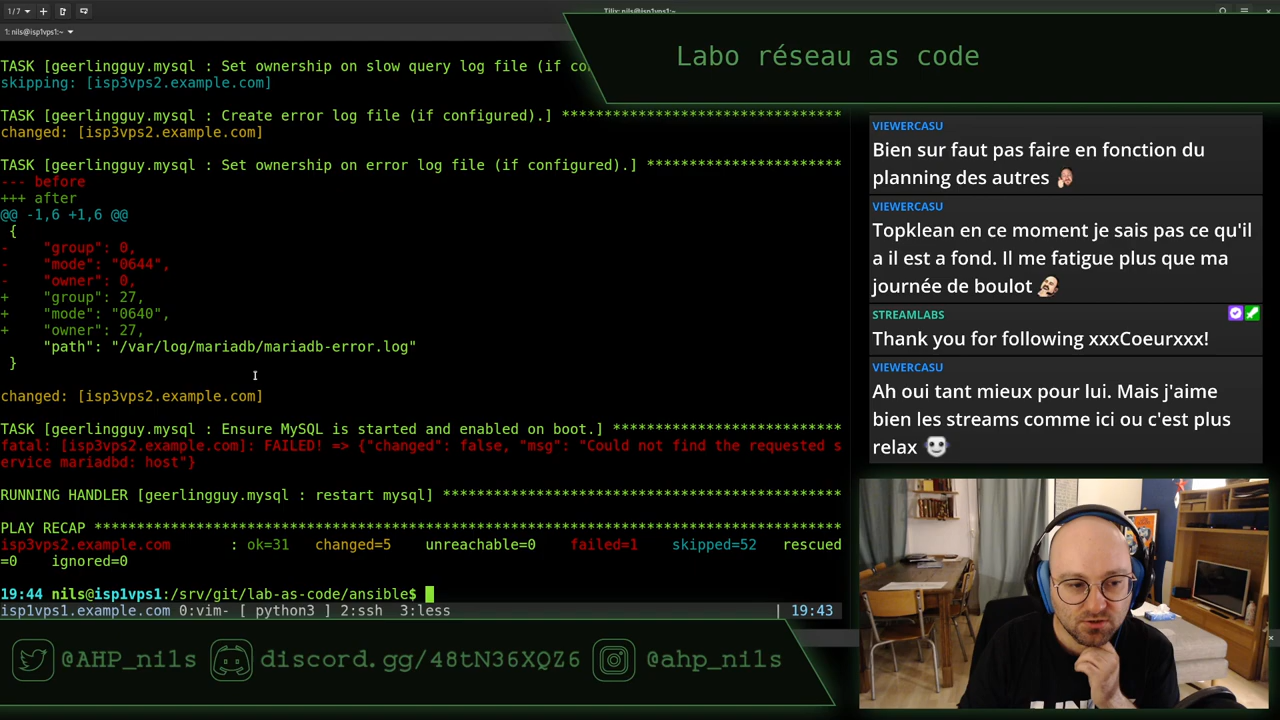 1/7
Tilix: nils@isp1vps1:~
1: nils@isp1vps1:~
Labo réseau as code
TASK [geerlingguy.mysql : Set ownership on slow query log file (if co
skipping: [isp3vps2.example.com]
TASK [geerlingguy.mysql : Create error log file (if configured).] *********************************
changed: [isp3vps2.example.com]
TASK [geerlingguy.mysql : Set ownership on error log file (if configured).] ***********************
--- before
+++ after
@@ -1,6 +1,6 @@
{
-    "group": 0,
-    "mode": "0644",
-    "owner": 0,
+    "group": 27,
+    "mode": "0640",
+    "owner": 27,
"path": "/var/log/mariadb/mariadb-error.log"
}
changed: [isp3vps2.example.com]
TASK [geerlingguy.mysql : Ensure MySQL is started and enabled on boot.] ***************************
fatal: [isp3vps2.example.com]: FAILED! => {"changed": false, "msg": "Could not find the requested s
ervice mariadbd: host"}
RUNNING HANDLER [geerlingguy.mysql : restart mysql] ***********************************************
PLAY RECAP ****************************************************************************************
isp3vps2.example.com       : ok=31   changed=5    unreachable=0    failed=1    skipped=52   rescued
=0   ignored=0
19:44 nils@isp1vps1:/srv/git/lab-as-code/ansible$
isp1vps1.example.com 0:vim- [ python3 ] 2:ssh  3:less | 19:43
VIEWERCASU
Bien sur faut pas faire en fonction du
planning des autres
VIEWERCASU
Topklean en ce moment je sais pas ce qu'il
a il est a fond. Il me fatigue plus que ma
journée de boulot
STREAMLABS
Thank you for following xxxCoeurxxx!
VIEWERCASU
Ah oui tant mieux pour lui. Mais j'aime
bien les streams comme ici ou c'est plus
relax
@AHP_nils discord.gg/48tN36XQZ6 @ahp_nils